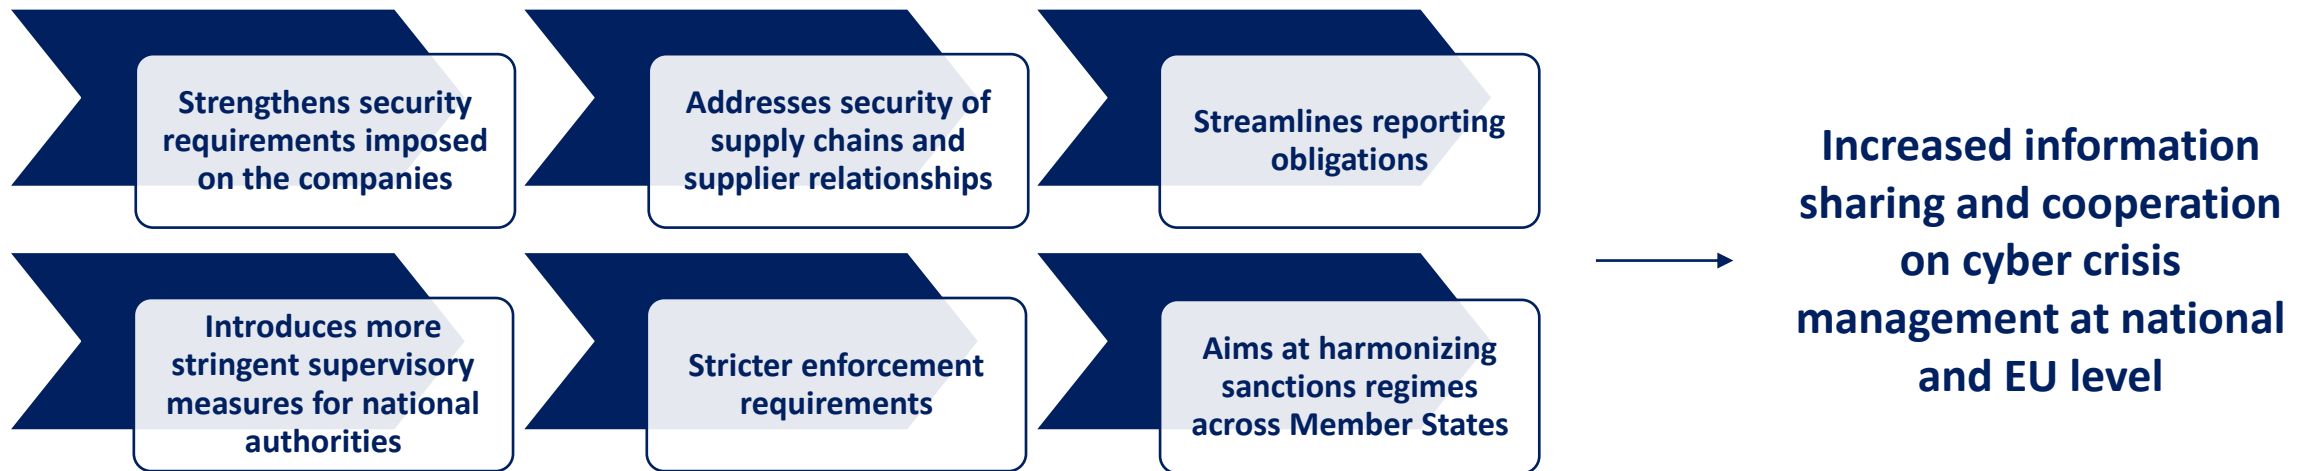 Strengthens security
requirements imposed
on the companies
Addresses security of
supply chains and
supplier relationships
Streamlines reporting
obligations
Introduces more
stringent supervisory
measures for national
authorities
Stricter enforcement
requirements
Aims at harmonizing
sanctions regimes
across Member States
Increased information
sharing and cooperation
on cyber crisis
management at national
and EU level